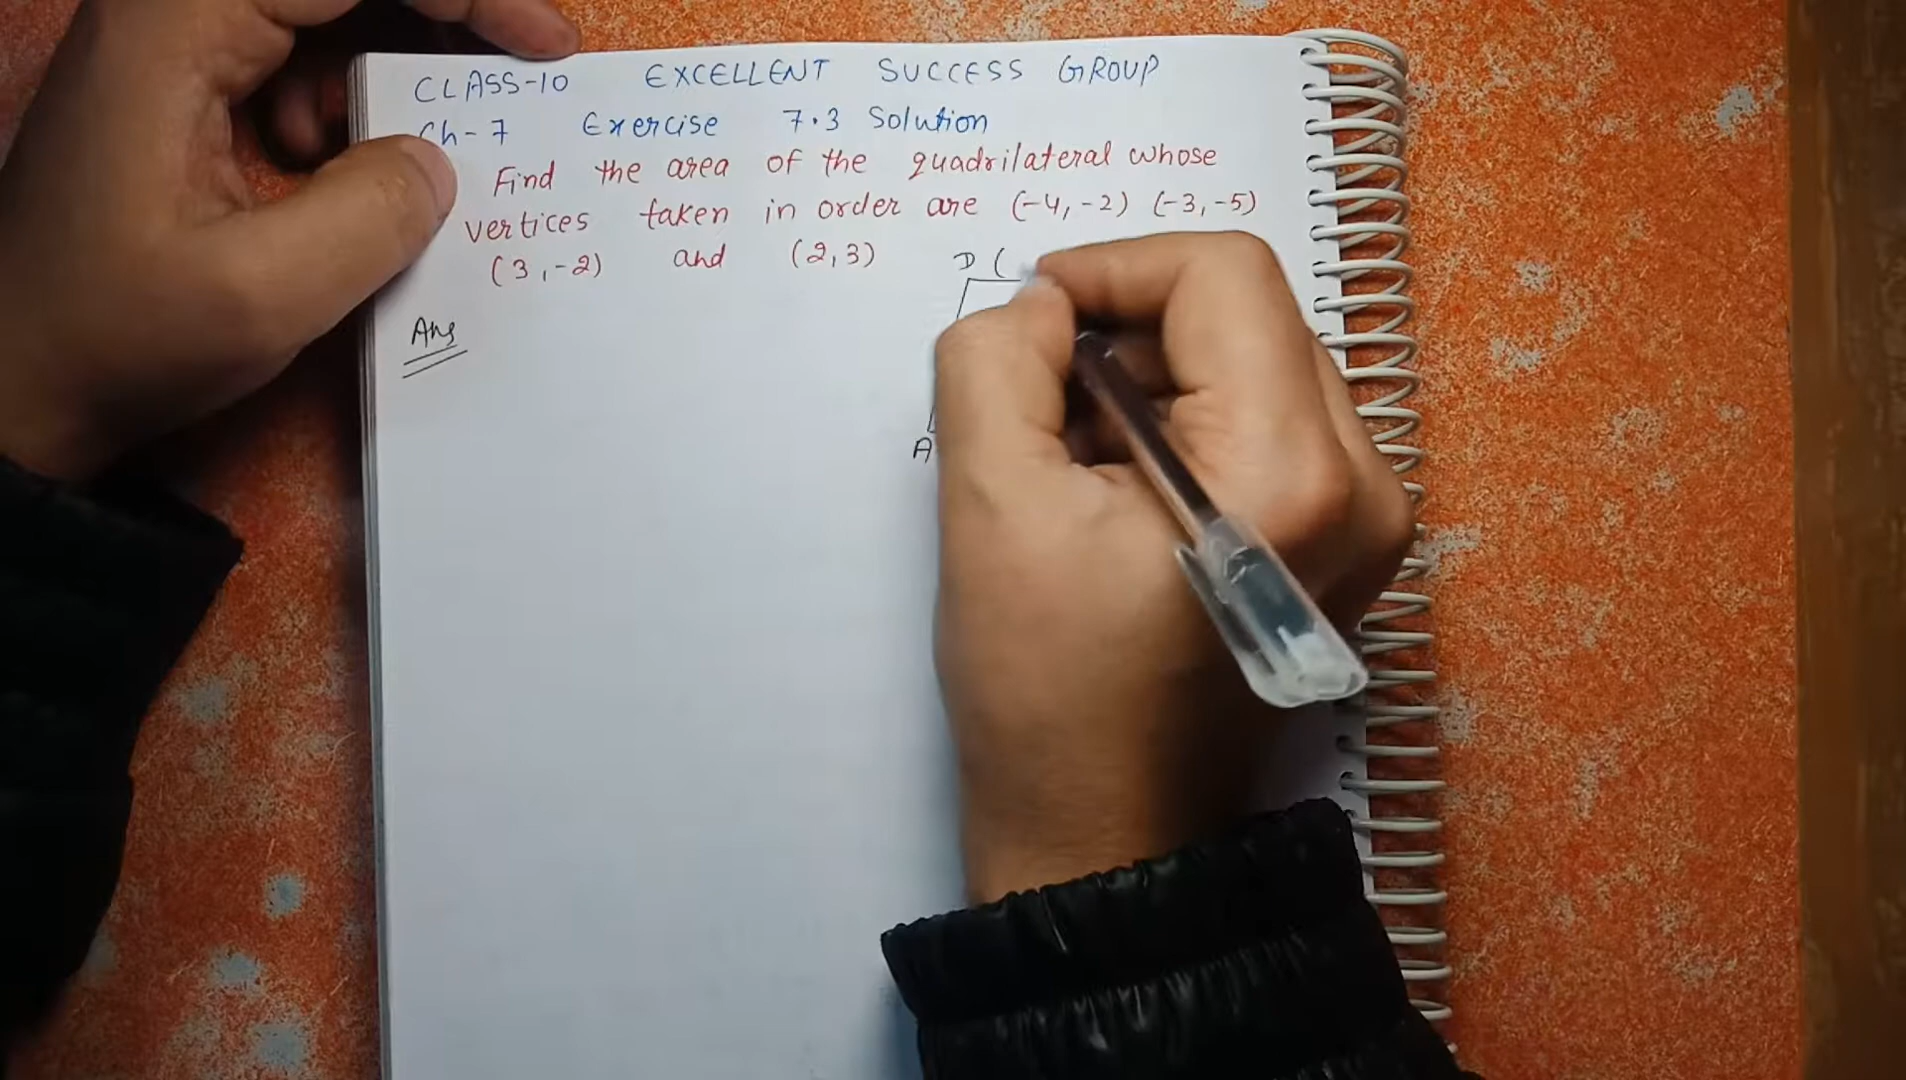 CLASS-10 EXCELLENT SUCCESS GROUP
Ch-7 Exercise 7.3 Solution
Find the area of the quadrilateral whose
vertices taken in order are (-4,-2) (-3,-5)
(3,-2) and (2,3)
D (
Ans
A